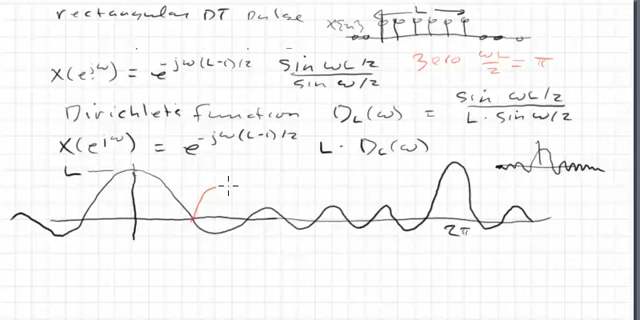 rectangular DT Pulse x[n] L
X(e^jω) = e^-jω(L-1)/2 sin ωL/2 / sin ω/2 Zero ωL/2 = π
Dirichlets function D_L(ω) = sin ωL/2 / L · sin ω/2
X(e^jω) = e^-jω(L-1)/2 L · D_L(ω)
L
2π